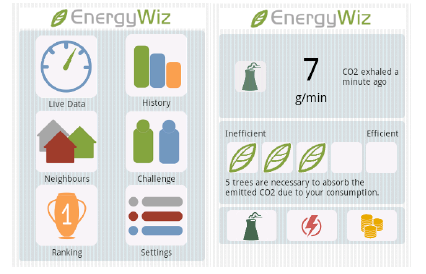 EnergyWiz
Live Data
History
Neighbours
Challenge
1
Ranking
Settings
EnergyWiz
7
g/min
CO2 exhaled a
minute ago
Inefficient
Efficient
5 trees are necessary to absorb the
emitted CO2 due to your consumption.